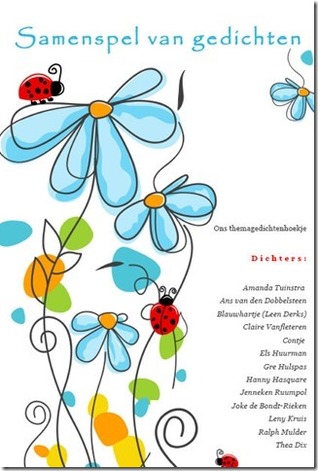 Samenspel van gedichten
Ons themagedichtenhoekje
Dichters:
Amanda Tuinstra
Ans van den Dobbelsteen
Blauwhartje (Leen Derks)
Claire Vanfleteren
Contje
Els Huurman
Gre Hulspas
Hanny Hasquare
Jenneken Ruumpol
Joke de Bondt-Rieken
Leny Kruis
Ralph Mulder
Thea Dix